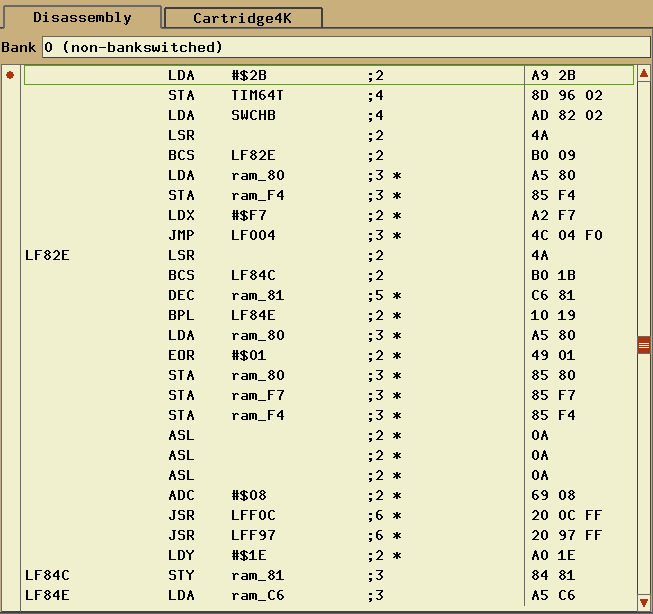 Disassembly Cartridge4K
Bank 0 (non-bankswitched)
LDA #$2B ;2 A9 2B
STA TIM64T ;4 8D 96 02
LDA SWCHB ;4 AD 82 02
LSR ;2 4A
BCS LF82E ;2 B0 09
LDA ram_80 ;3 * A5 80
STA ram_F4 ;3 * 85 F4
LDX #$F7 ;2 * A2 F7
JMP LF004 ;3 * 4C 04 F0
LF82E LSR ;2 4A
BCS LF84C ;2 B0 1B
DEC ram_81 ;5 * C6 81
BPL LF84E ;2 * 10 19
LDA ram_80 ;3 * A5 80
EOR #$01 ;2 * 49 01
STA ram_80 ;3 * 85 80
STA ram_F7 ;3 * 85 F7
STA ram_F4 ;3 * 85 F4
ASL ;2 * 0A
ASL ;2 * 0A
ASL ;2 * 0A
ADC #$08 ;2 * 69 08
JSR LFF0C ;6 * 20 0C FF
JSR LFF97 ;6 * 20 97 FF
LDY #$1E ;2 * A0 1E
LF84C STY ram_81 ;3 84 81
LF84E LDA ram_C6 ;3 A5 C6